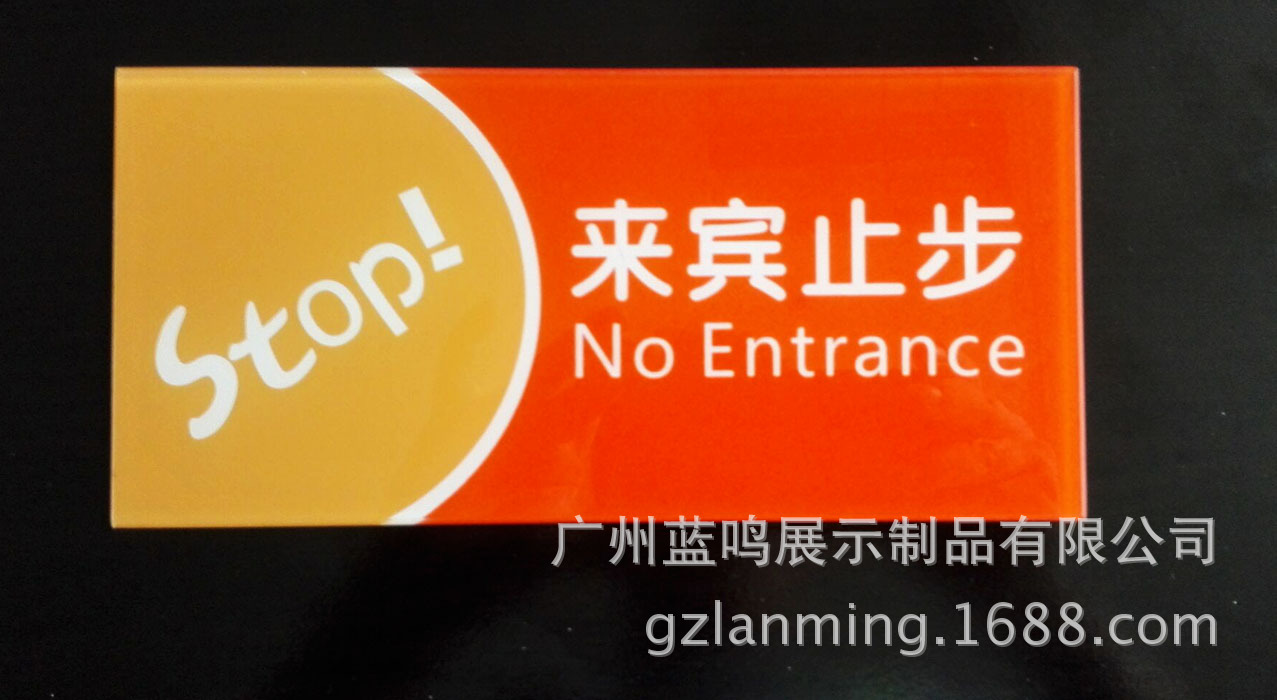 Stop!
来宾止步
No Entrance
广州蓝鸣展示制品有限公司
gzlanming.1688.com